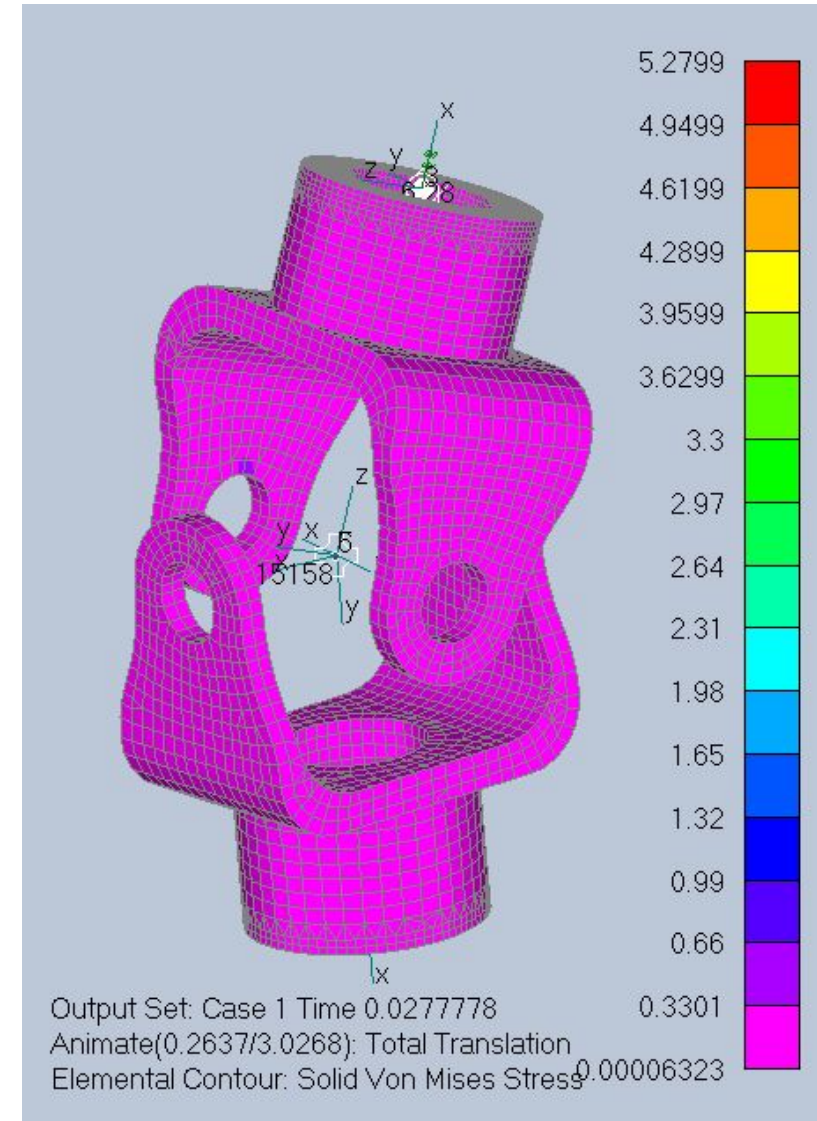 5.2799
4.9499
4.6199
4.2899
3.9599
3.6299
3.3
2.97
2.64
2.31
1.98
1.65
1.32
0.99
0.66
0.3301
0.00006323
x
y
z
z
y x
6
15158
y
x
Output Set: Case 1 Time 0.0277778
Animate(0.2637/3.0268): Total Translation
Elemental Contour: Solid Von Mises Stress